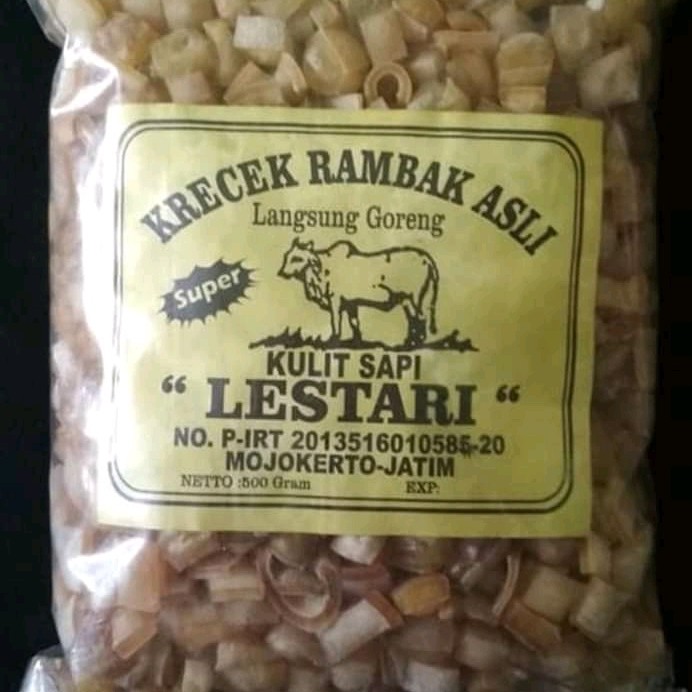 KRECEK RAMBAK ASLI
Langsung Goreng
Super
KULIT SAPI
“ LESTARI “
NO. P-IRT 2013516010585-20
MOJOKERTO-JATIM
NETTO :500 Gram EXP: